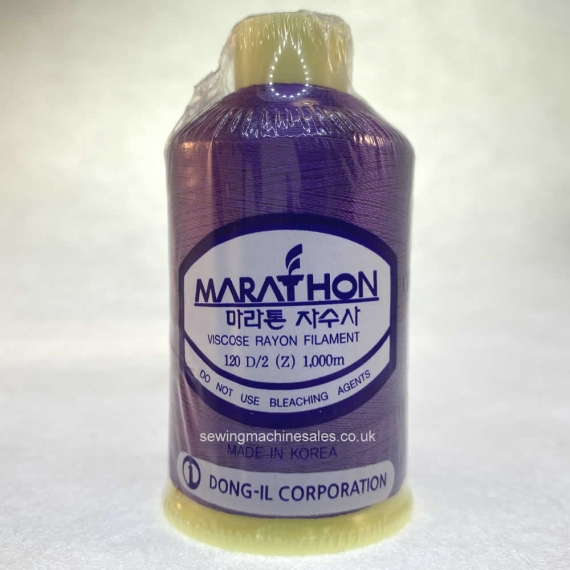 MARATHON
마라톤 자수사
VISCOSE RAYON FILAMENT
120 D/2 (Z) 1,000m
DO NOT USE BLEACHING AGENTS
sewingmachinesales.co.uk
MADE IN KOREA
DONG-IL CORPORATION